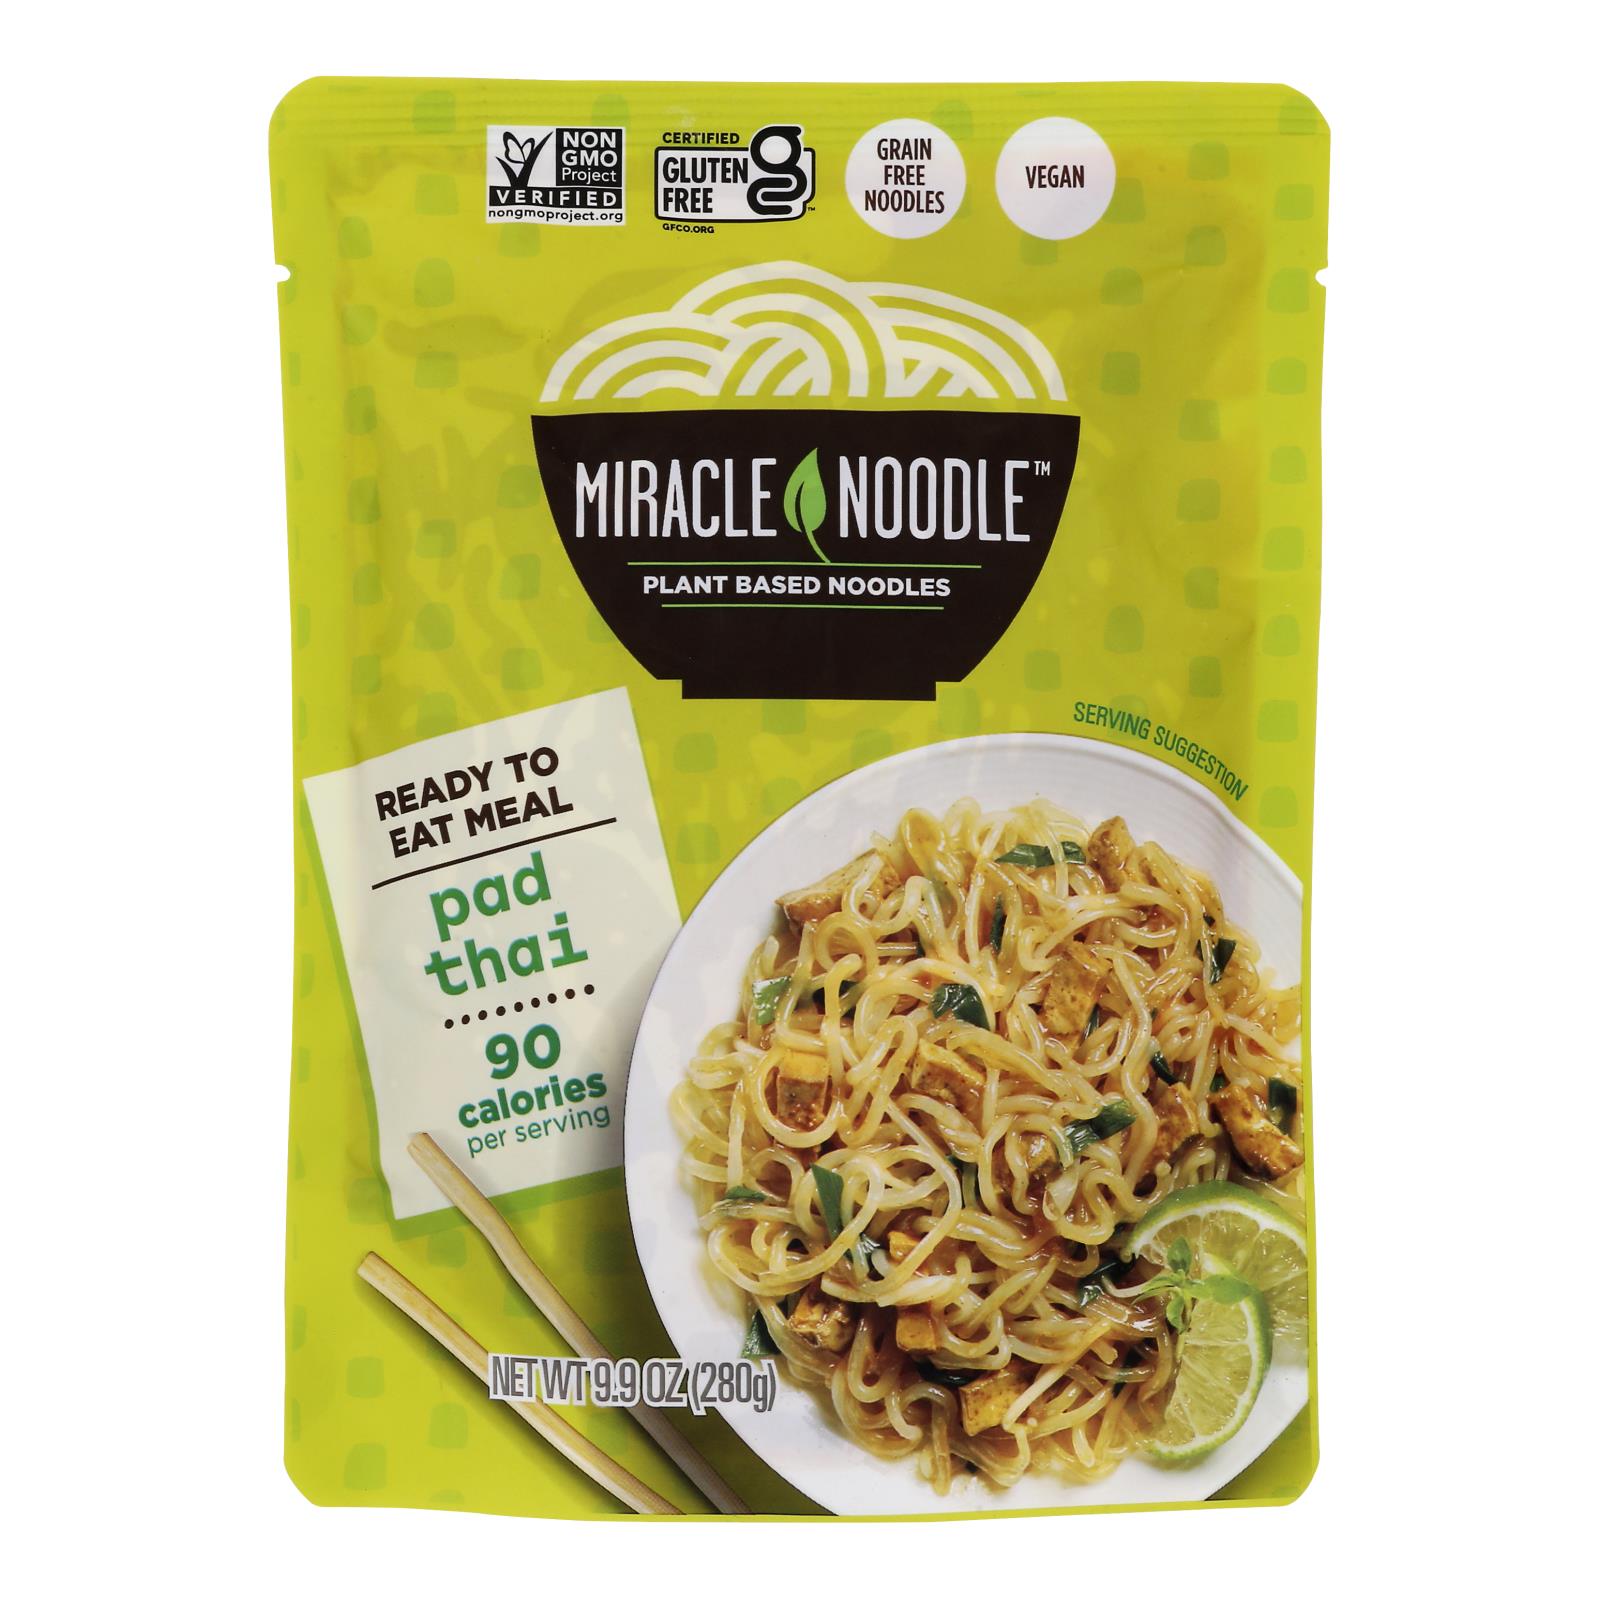 NON
GMO
Project
VERIFIED
nongmoproject.org
CERTIFIED
GLUTEN
FREE
GFCO.ORG
GRAIN
FREE
NOODLES
VEGAN
MIRACLE NOODLE™
PLANT BASED NOODLES
SERVING SUGGESTION
READY TO
EAT MEAL
pad
thai
90
calories
per serving
NET WT 9.9 OZ (280g)